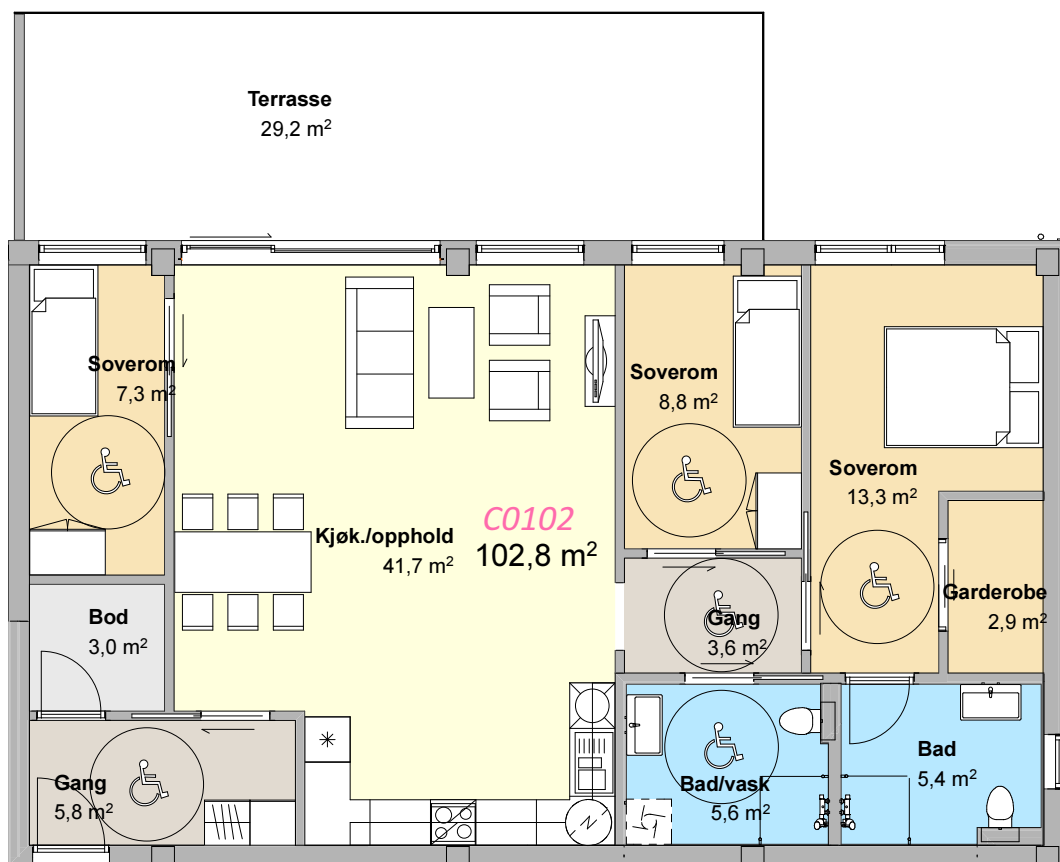 Terrasse
29,2 m²
Soverom
7,3 m²
Soverom
8,8 m²
Soverom
13,3 m²
Kjøk./opphold
41,7 m²
C0102
102,8 m²
Bod
3,0 m²
Gang
3,6 m²
Garderobe
2,9 m²
Gang
5,8 m²
Bad/vask
5,6 m²
Bad
5,4 m²
N